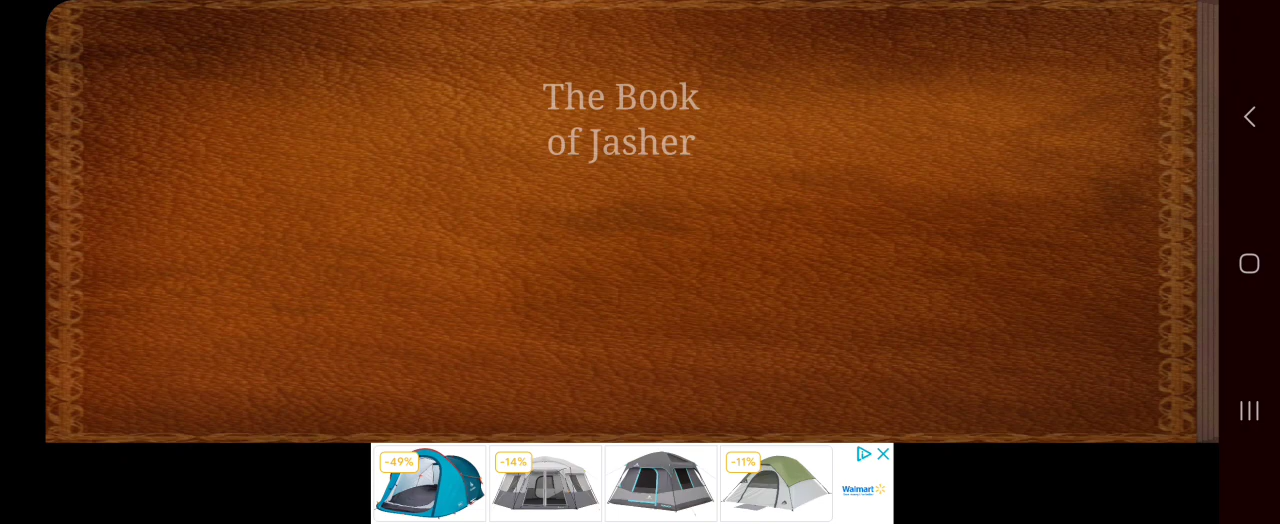 The Book
of Jasher
-49%
-14%
-11%
Walmart